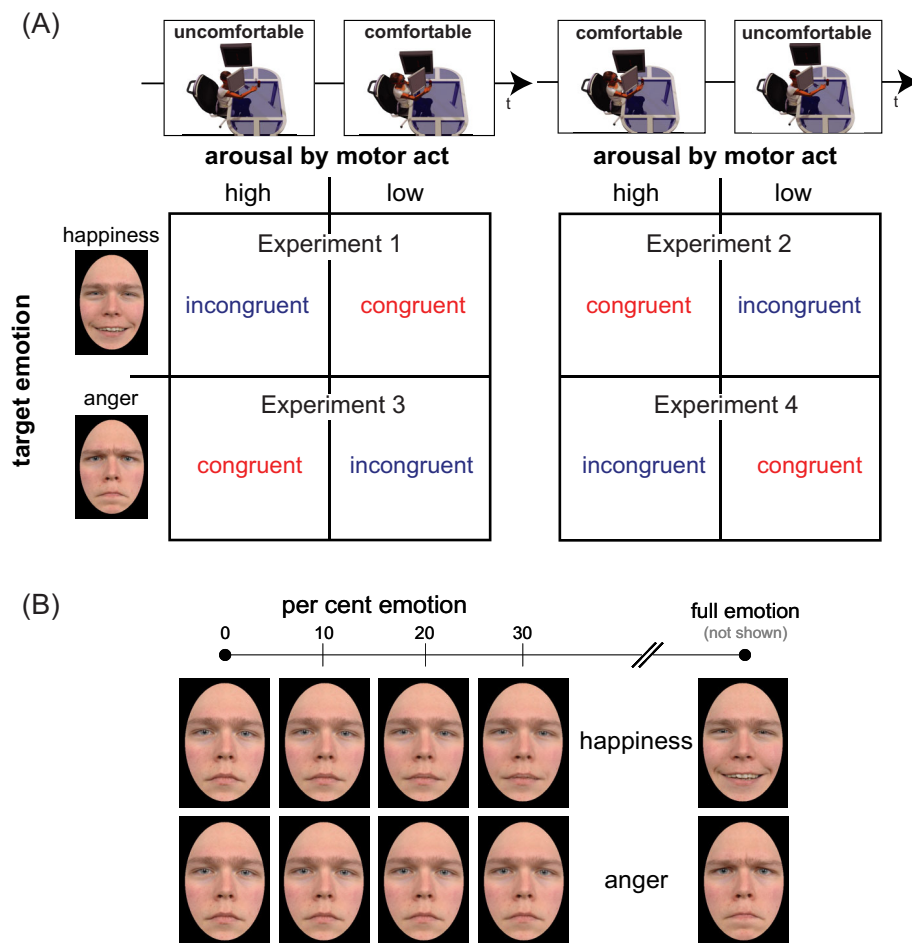 (A)
uncomfortable comfortable comfortable uncomfortable
t t
arousal by motor act arousal by motor act
high low high low
happiness
Experiment 1 Experiment 2
incongruent congruent congruent incongruent
target emotion
anger
Experiment 3 Experiment 4
congruent incongruent incongruent congruent
(B)
per cent emotion full emotion
(not shown)
0 10 20 30
happiness
anger